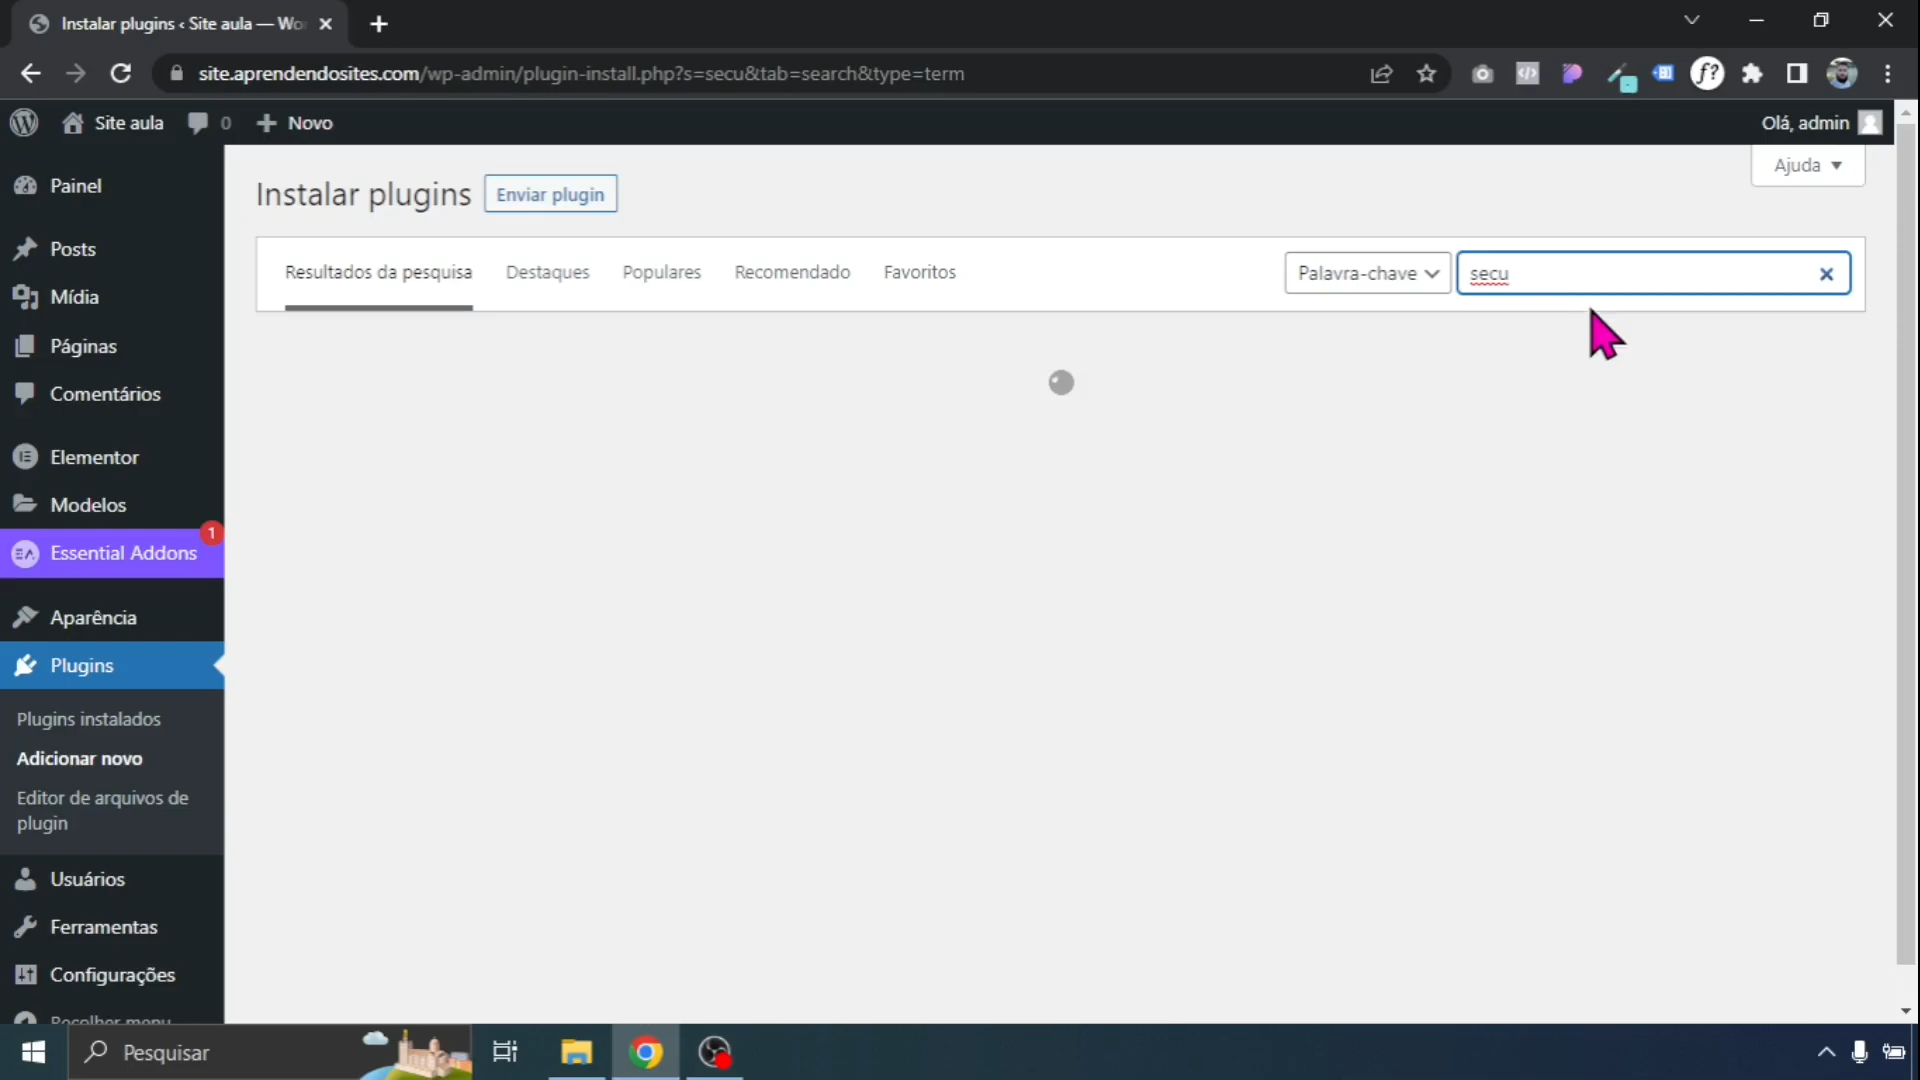 Instalar plugins ‹ Site aula — Wo
site.aprendendosites.com/wp-admin/plugin-install.php?s=secu&tab=search&type=term
f?
Site aula
0
Novo
Olá, admin
Ajuda
Painel
Posts
Mídia
Páginas
Comentários
Elementor
Modelos
1
Essential Addons
Aparência
Plugins
Plugins instalados
Adicionar novo
Editor de arquivos de
plugin
Usuários
Ferramentas
Configurações
Recolher menu
Instalar plugins
Enviar plugin
Resultados da pesquisa
Destaques
Populares
Recomendado
Favoritos
Palavra-chave
secu
Pesquisar